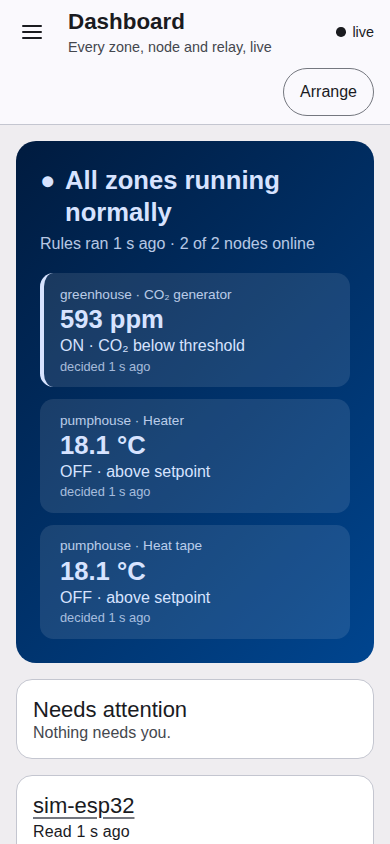 Dashboard
Every zone, node and relay, live
live
Arrange
All zones running
normally
Rules ran 1 s ago · 2 of 2 nodes online
greenhouse · CO₂ generator
593 ppm
ON · CO₂ below threshold
decided 1 s ago
pumphouse · Heater
18.1 °C
OFF · above setpoint
decided 1 s ago
pumphouse · Heat tape
18.1 °C
OFF · above setpoint
decided 1 s ago
Needs attention
Nothing needs you.
sim-esp32
Read 1 s ago